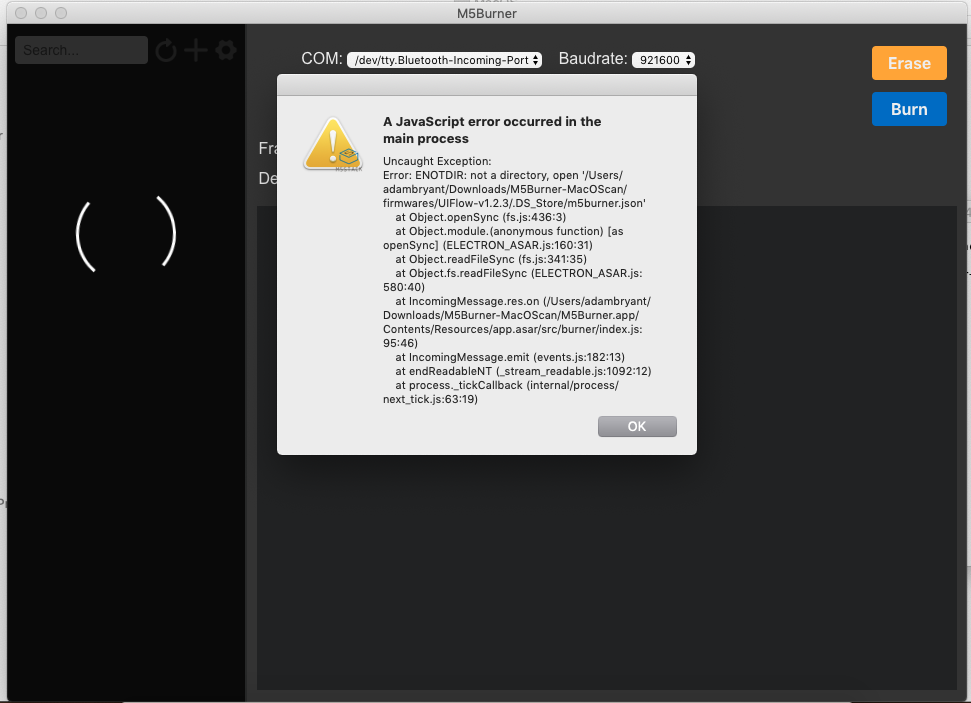 M5Burner
Search...
COM: /dev/tty.Bluetooth-Incoming-Port Baudrate: 921600
Erase
Burn
Fra
De
A JavaScript error occurred in the
main process
Uncaught Exception:
Error: ENOTDIR: not a directory, open '/Users/
adambryant/Downloads/M5Burner-MacOScan/
firmwares/UIFlow-v1.2.3/.DS_Store/m5burner.json'
at Object.openSync (fs.js:436:3)
at Object.module.(anonymous function) [as
openSync] (ELECTRON_ASAR.js:160:31)
at Object.readFileSync (fs.js:341:35)
at Object.fs.readFileSync (ELECTRON_ASAR.js:
580:40)
at IncomingMessage.res.on (/Users/adambryant/
Downloads/M5Burner-MacOScan/M5Burner.app/
Contents/Resources/app.asar/src/burner/index.js:
95:46)
at IncomingMessage.emit (events.js:182:13)
at endReadableNT (_stream_readable.js:1092:12)
at process._tickCallback (internal/process/
next_tick.js:63:19)
OK